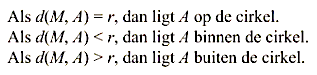 Als d(M, A) = r, dan ligt A op de cirkel.
Als d(M, A) < r, dan ligt A binnen de cirkel.
Als d(M, A) > r, dan ligt A buiten de cirkel.